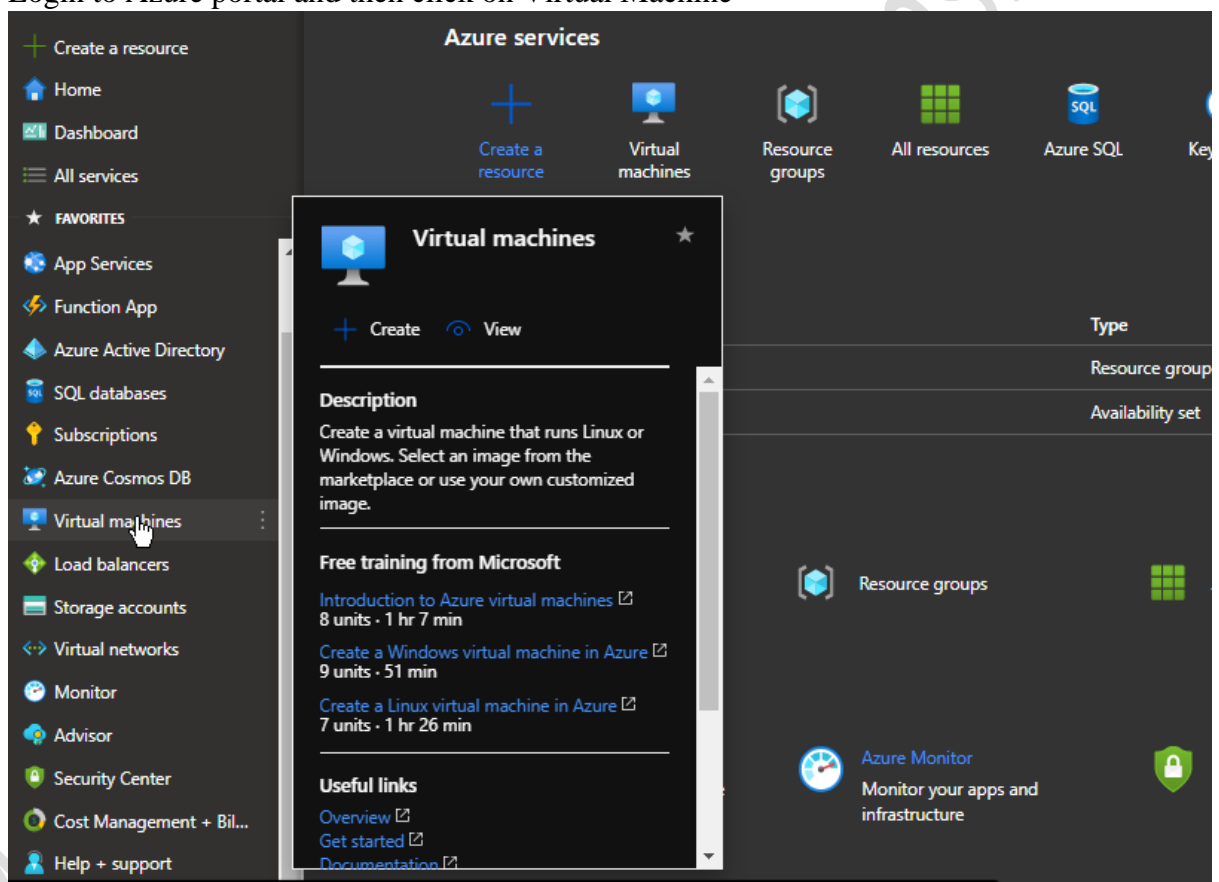 Login to Azure portal and then click on Virtual Machine
Create a resource
Home
Dashboard
All services
FAVORITES
App Services
Function App
Azure Active Directory
SQL databases
Subscriptions
Azure Cosmos DB
Virtual machines
Load balancers
Storage accounts
Virtual networks
Monitor
Advisor
Security Center
Cost Management + Bil...
Help + support
Azure services
Create a
resource
Virtual
machines
Resource
groups
All resources
SQL
Azure SQL
Key
Virtual machines
Create
View
Description
Create a virtual machine that runs Linux or
Windows. Select an image from the
marketplace or use your own customized
image.
Free training from Microsoft
Introduction to Azure virtual machines
8 units · 1 hr 7 min
Create a Windows virtual machine in Azure
9 units · 51 min
Create a Linux virtual machine in Azure
7 units · 1 hr 26 min
Useful links
Overview
Get started
Documentation
Type
Resource group
Availability set
Resource groups
Azure Monitor
Monitor your apps and
infrastructure